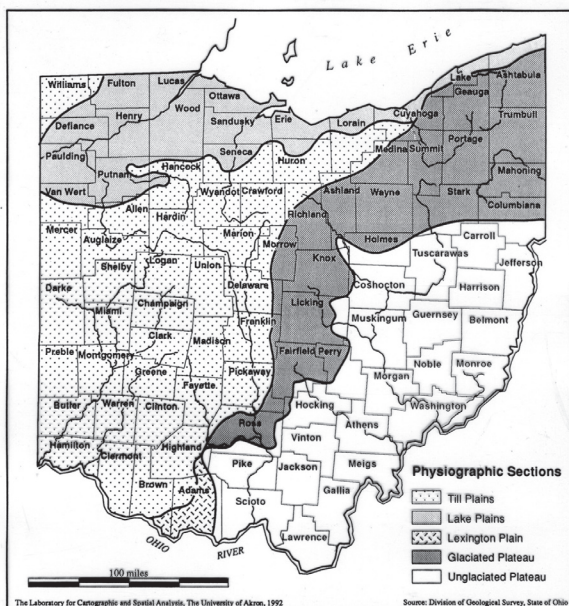 Lake Erie
Williams
Fulton
Lucas
Ottawa
Lake
Ashtabula
Geauga
Wood
Henry
Defiance
Sandusky
Erie
Lorain
Cuyahoga
Trumbull
Paulding
Putnam
Hancock
Seneca
Huron
Medina
Summit
Portage
Mahoning
Van Wert
Wyandot
Crawford
Ashland
Wayne
Stark
Columbiana
Allen
Hardin
Richland
Mercer
Auglaize
Marion
Morrow
Holmes
Carroll
Tuscarawas
Jefferson
Logan
Knox
Shelby
Union
Coshocton
Harrison
Darke
Delaware
Miami
Champaign
Licking
Muskingum
Guernsey
Belmont
Clark
Madison
Franklin
Preble
Montgomery
Fairfield
Perry
Noble
Monroe
Greene
Pickaway
Morgan
Fayette
Butler
Warren
Clinton
Hocking
Washington
Ross
Athens
Hamilton
Highland
Vinton
Clermont
Pike
Meigs
Jackson
Brown
Adams
Scioto
Gallia
Lawrence
OHIO RIVER
Physiographic Sections
Till Plains
Lake Plains
Lexington Plain
Glaciated Plateau
Unglaciated Plateau
100 miles
The Laboratory for Cartographic and Spatial Analysis, The University of Akron, 1992
Source: Division of Geological Survey, State of Ohio